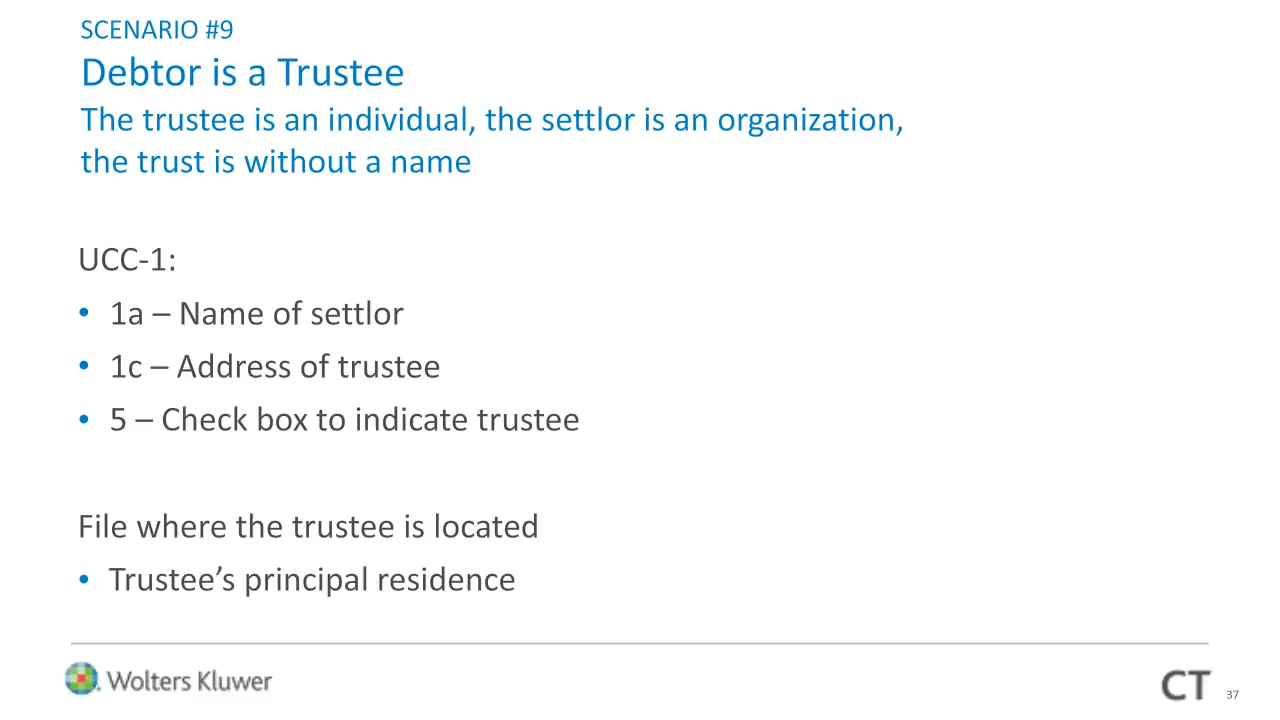 SCENARIO #9
Debtor is a Trustee
The trustee is an individual, the settlor is an organization,
the trust is without a name
UCC-1:
• 1a – Name of settlor
• 1c – Address of trustee
• 5 – Check box to indicate trustee
File where the trustee is located
• Trustee’s principal residence
Wolters Kluwer
CT
37